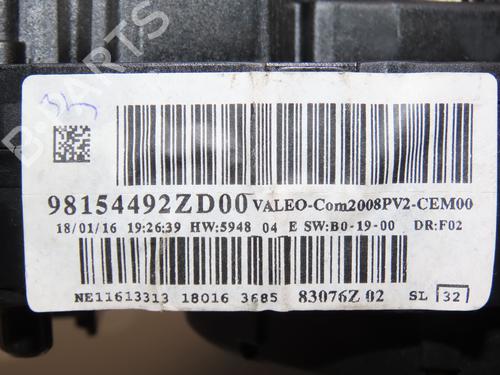 98154492ZD00 VALEO-Com2008PV2-CEM00
18/01/16 19:26:39 HW:5948 04 E SW:B0-19-00 DR:F02
NE11613313 18016 3685 83076Z 02 SL 32